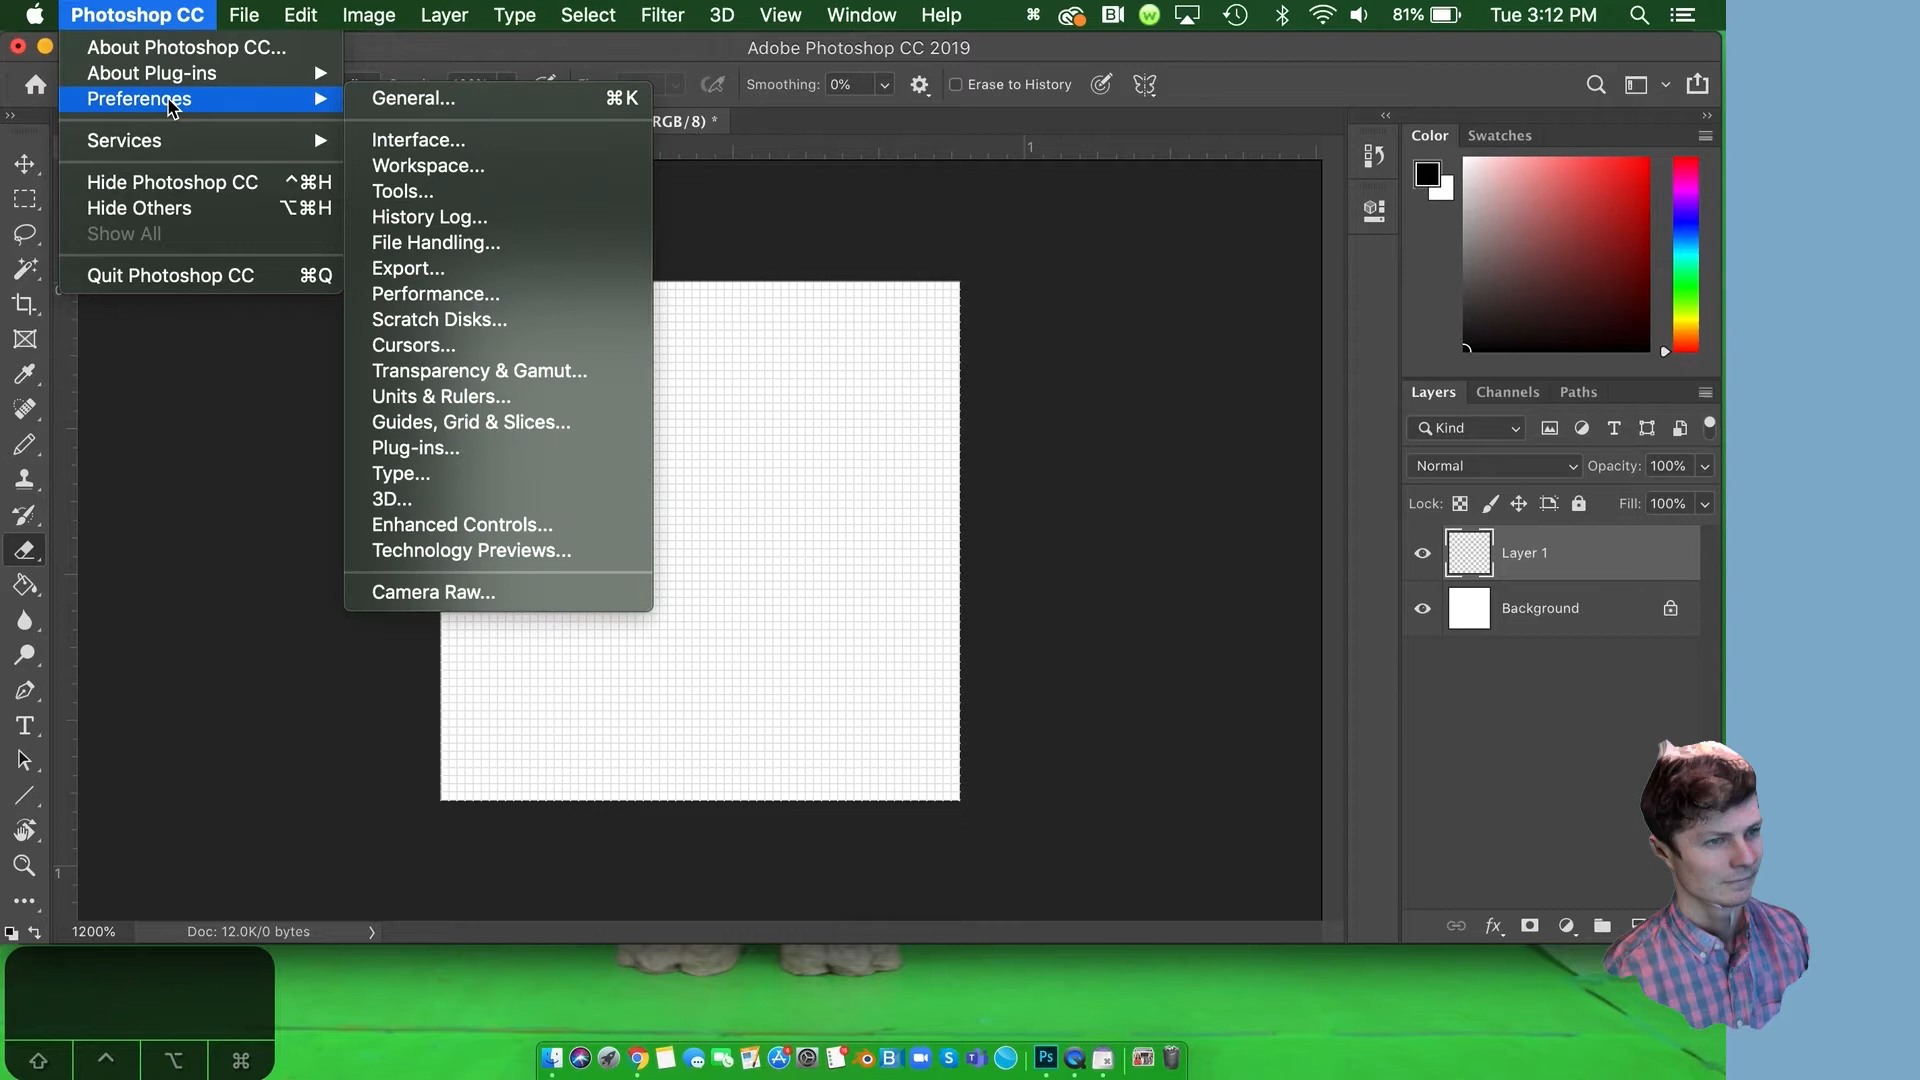 Photoshop CC File Edit Image Layer Type Select Filter 3D View Window Help 81% Tue 3:12 PM
Adobe Photoshop CC 2019
About Photoshop CC...
About Plug-ins
Preferences
Services
Hide Photoshop CC ^⌘H
Hide Others ⌥⌘H
Show All
Quit Photoshop CC ⌘Q
General... ⌘K
Interface...
Workspace...
Tools...
History Log...
File Handling...
Export...
Performance...
Scratch Disks...
Cursors...
Transparency & Gamut...
Units & Rulers...
Guides, Grid & Slices...
Plug-ins...
Type...
3D...
Enhanced Controls...
Technology Previews...
Camera Raw...
Smoothing: 0% Erase to History
RGB/8) *
1
1
Color Swatches
Layers Channels Paths
Kind
Normal Opacity: 100%
Lock: Fill: 100%
Layer 1
Background
fx
1200% Doc: 12.0K/0 bytes
Ps